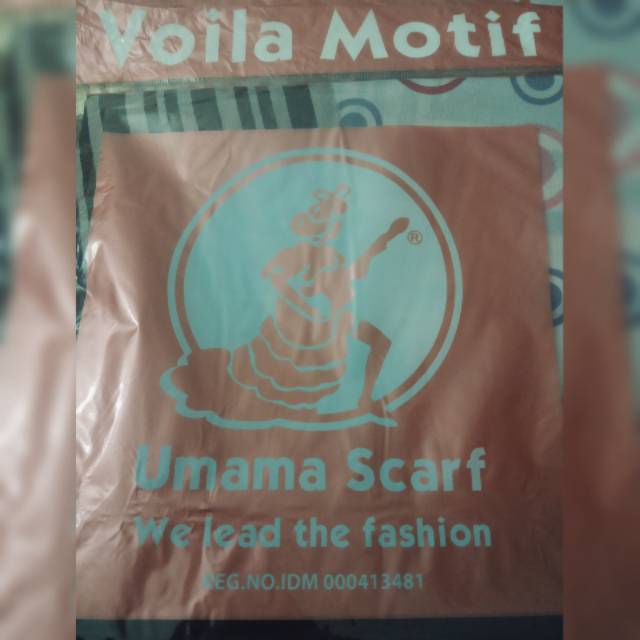 Voila Motif
®
Umama Scarf
We lead the fashion
REG.NO.IDM 000413481